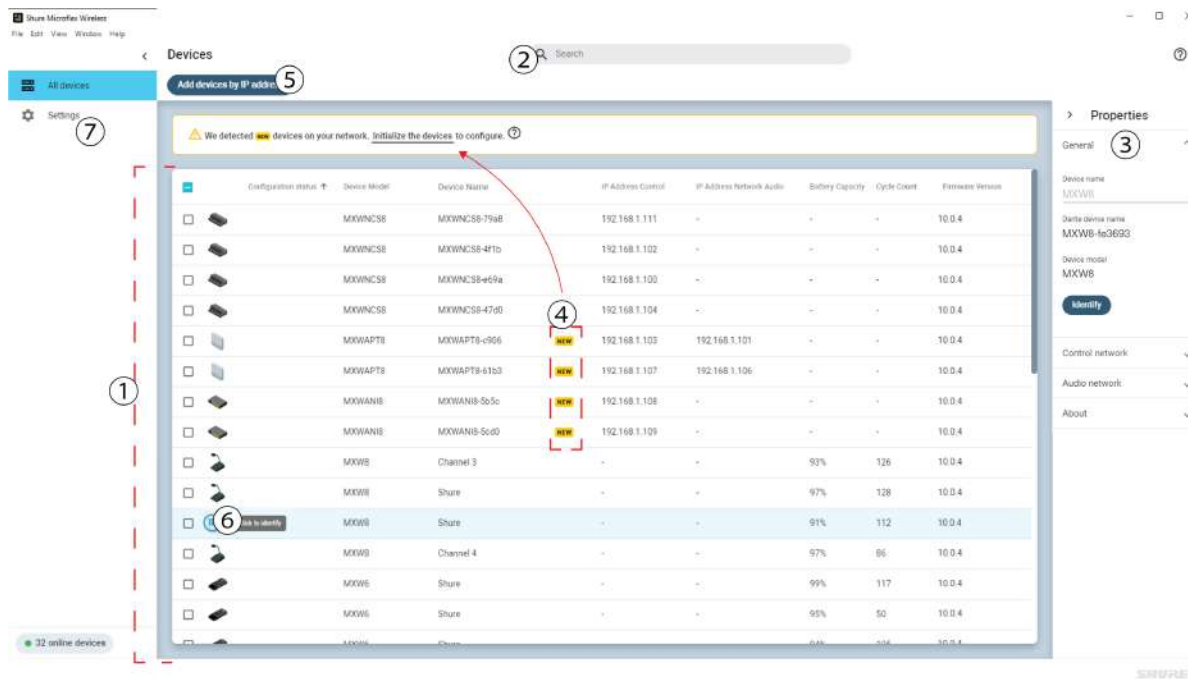 Shure Microflex Wireless
File Edit View Window Help
Devices
2
Search
All devices
Add devices by IP addre
5
Settings
7
We detected NEW devices on your network. Initialize the devices to configure.
Properties
General
3
Configuration status Device Model Device Name IP Address Control IP Address Network Audio Battery Capacity Cycle Count Firmware Version
Device name
MXW8
MXWNCS8 MXWNCS8-79a8 192.168.1.111 - - - 10.0.4
Dante device name
MXW8-fe3693
MXWNCS8 MXWNCS8-4f1b 192.168.1.102 - - - 10.0.4
Device model
MXW8
MXWNCS8 MXWNCS8-e69a 192.168.1.100 - - - 10.0.4
Identify
MXWNCS8 MXWNCS8-47d0 192.168.1.104 - - - 10.0.4
4
MXWAPT8 MXWAPT8-c986 NEW 192.168.1.103 192.168.1.101 - - 10.0.4
Control network
MXWAPT8 MXWAPT8-61b3 NEW 192.168.1.107 192.168.1.106 - - 10.0.4
Audio network
1
MXWANI8 MXWANI8-5b5c NEW 192.168.1.108 - - - 10.0.4
About
MXWANI8 MXWANI8-5cd0 NEW 192.168.1.109 - - - 10.0.4
MXW8 Channel 3 - - 93% 126 10.0.4
MXW8 Shure - - 97% 128 10.0.4
6
to identify MXW8 Shure - - 91% 112 10.0.4
MXW8 Channel 4 - - 97% 86 10.0.4
MXW6 Shure - - 99% 117 10.0.4
MXW6 Shure - - 95% 50 10.0.4
32 online devices
SHURE